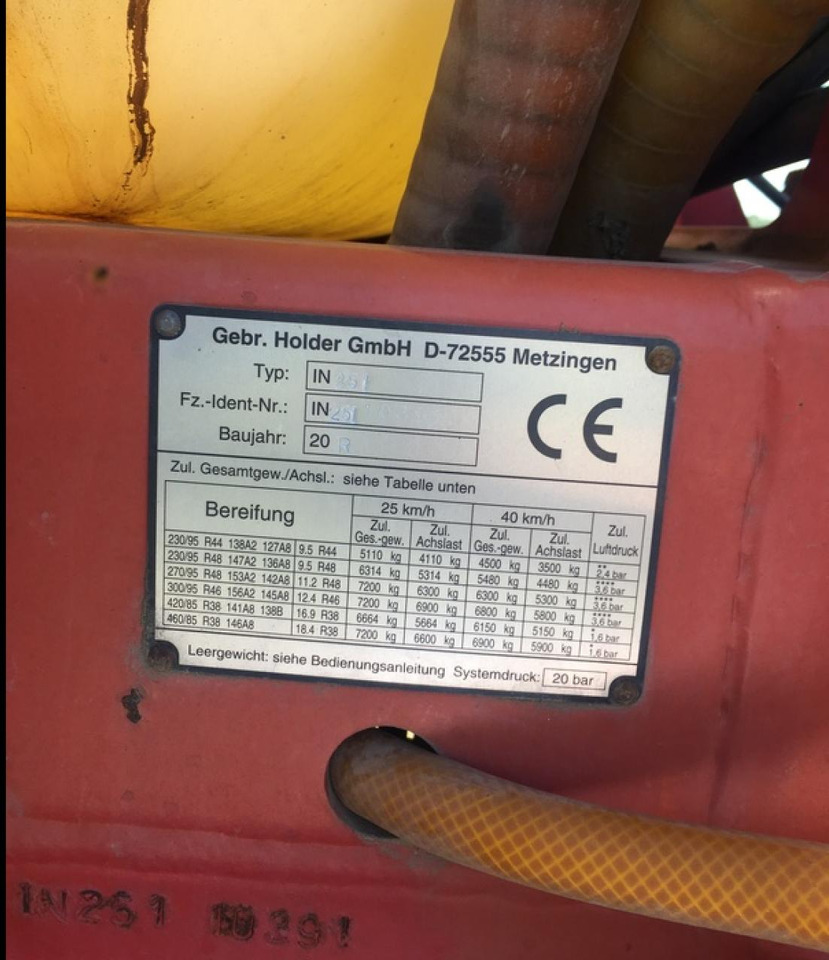 Gebr. Holder GmbH D-72555 Metzingen
Typ: IN 251
Fz.-Ident-Nr.: IN 251
Baujahr: 20
CE
Zul. Gesamtgew./Achsl.: siehe Tabelle unten
Bereifung 25 km/h 40 km/h Zul. Luftdruck
Zul. Ges.-gew. Zul. Achslast Zul. Ges.-gew. Zul. Achslast
230/95 R44 138A2 127A8 9.5 R44 5110 kg 4110 kg 4500 kg 3500 kg ** 2,4 bar
230/95 R48 147A2 136A8 9.5 R48 6314 kg 5314 kg 5480 kg 4480 kg **** 3,6 bar
270/95 R48 153A2 142A8 11.2 R48 7200 kg 6300 kg 6300 kg 5300 kg **** 3,6 bar
300/95 R46 156A2 145A8 12.4 R46 7200 kg 6900 kg 6800 kg 5800 kg **** 3,6 bar
420/85 R38 141A8 138B 16.9 R38 6664 kg 5664 kg 6150 kg 5150 kg * 1,6 bar
460/85 R38 146A8 18.4 R38 7200 kg 6600 kg 6900 kg 5900 kg * 1,6 bar
Leergewicht: siehe Bedienungsanleitung Systemdruck: 20 bar
IN251